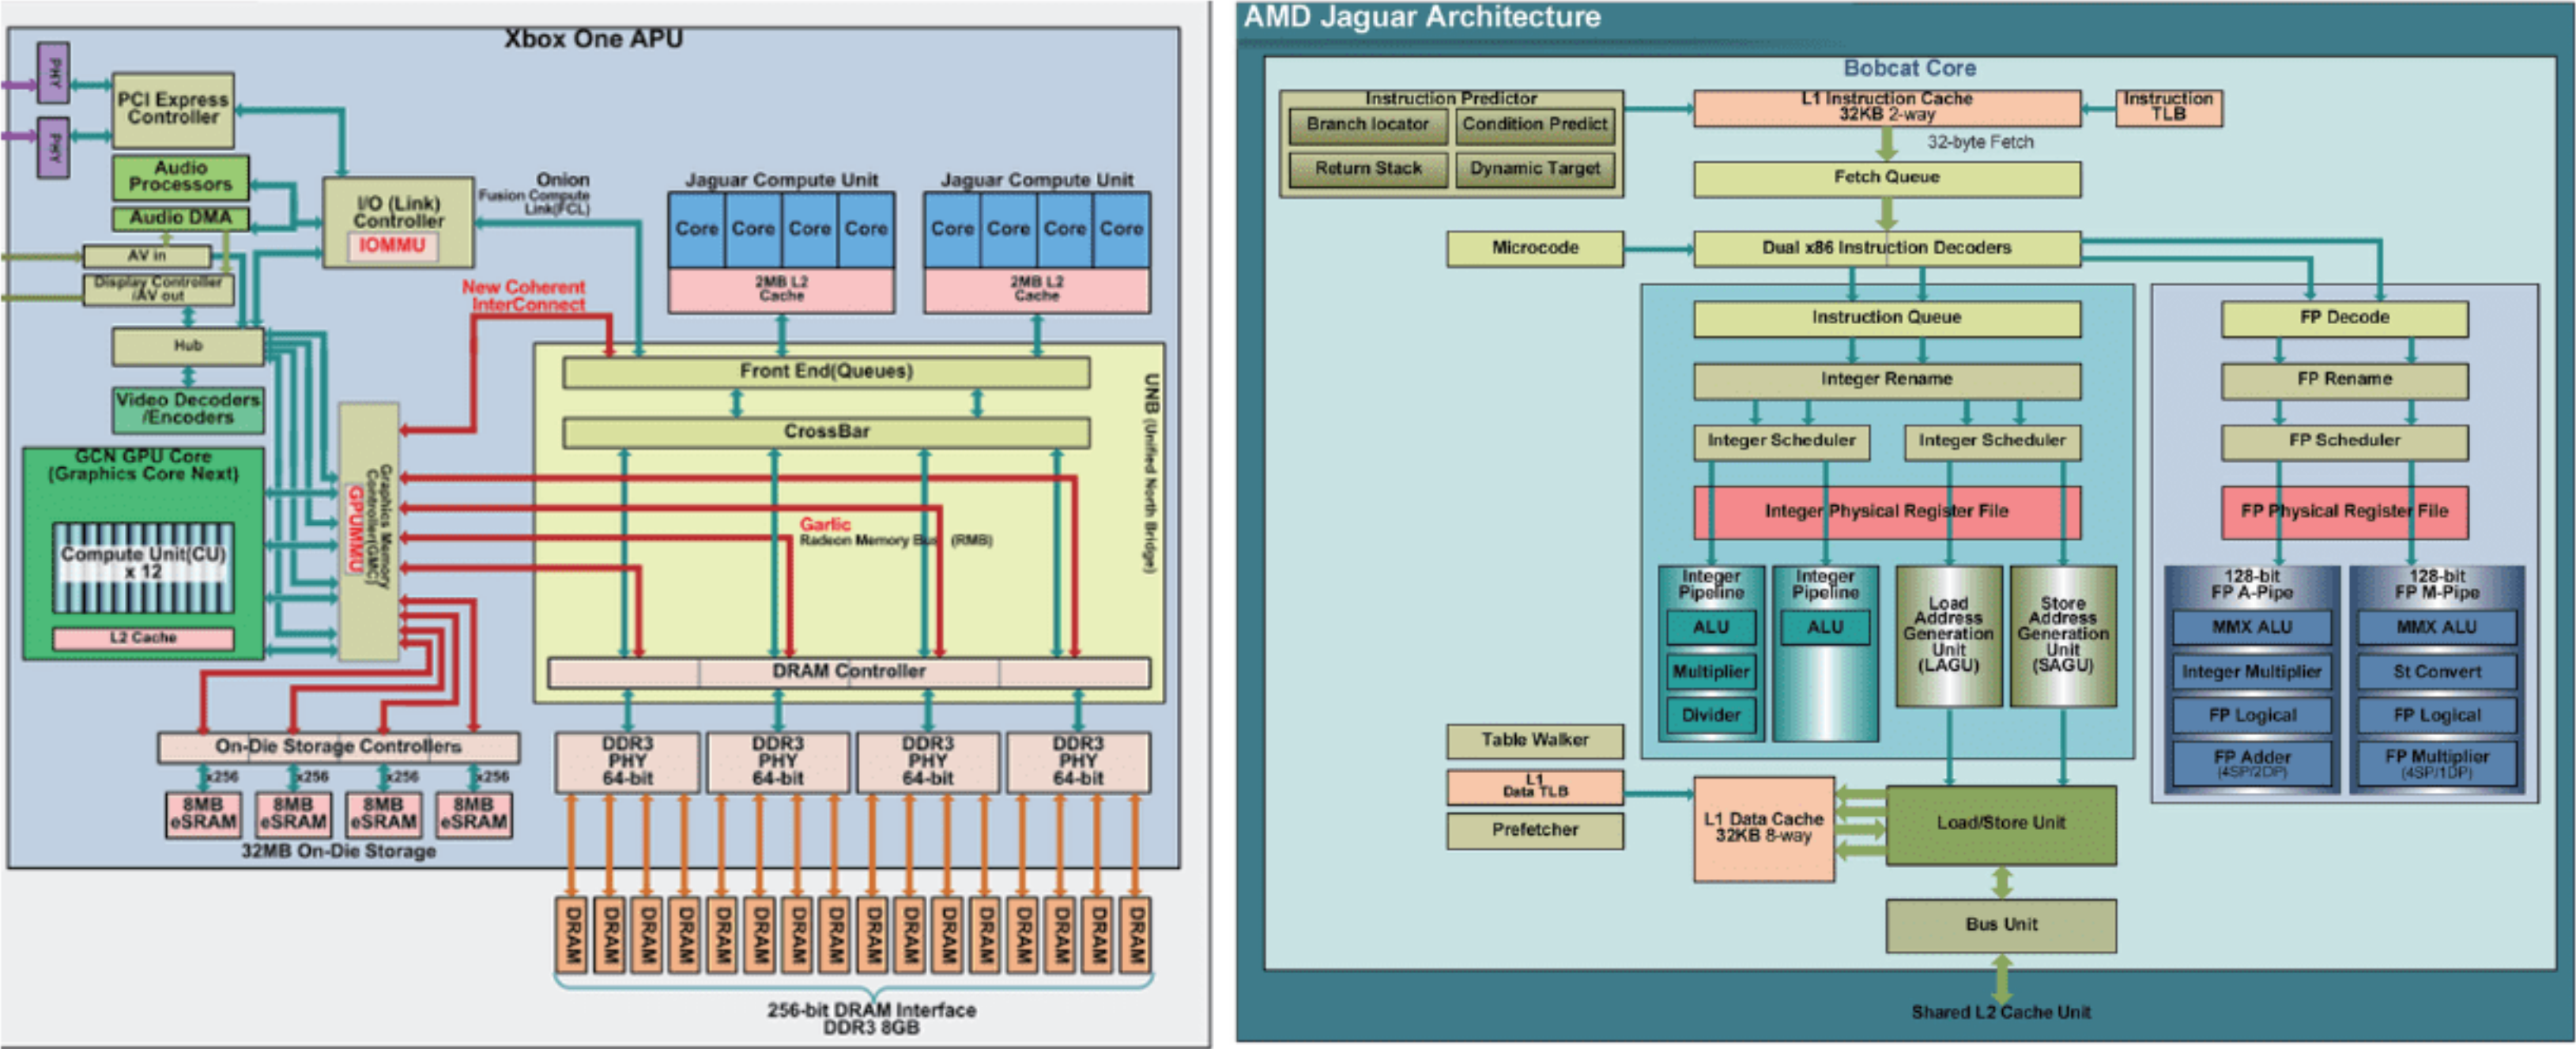 Xbox One APU
PHY
PHY
PCI Express
Controller
Audio
Processors
Audio DMA
AV in
Display Controller
/AV out
Hub
Video Decoders
/Encoders
GCN GPU Core
(Graphics Core Next)
Compute Unit(CU)
x 12
L2 Cache
I/O (Link)
Controller
IOMMU
Onion
Fusion Compute
Link(FCL)
New Coherent
InterConnect
Graphics Memory
Controller(GMC)
GPUMMU
Jaguar Compute Unit
Core Core Core Core
2MB L2
Cache
Jaguar Compute Unit
Core Core Core Core
2MB L2
Cache
Front End(Queues)
CrossBar
UNB (Unified North Bridge)
Garlic
Radeon Memory Bus (RMB)
DRAM Controller
DDR3
PHY
64-bit
DDR3
PHY
64-bit
DDR3
PHY
64-bit
DDR3
PHY
64-bit
On-Die Storage Controllers
x256 x256 x256 x256
8MB
eSRAM
8MB
eSRAM
8MB
eSRAM
8MB
eSRAM
32MB On-Die Storage
DRAM DRAM DRAM DRAM DRAM DRAM DRAM DRAM DRAM DRAM DRAM DRAM DRAM DRAM DRAM DRAM
256-bit DRAM Interface
DDR3 8GB
AMD Jaguar Architecture
Bobcat Core
Instruction Predictor
Branch locator
Condition Predict
Return Stack
Dynamic Target
L1 Instruction Cache
32KB 2-way
Instruction
TLB
32-byte Fetch
Fetch Queue
Microcode
Dual x86 Instruction Decoders
Instruction Queue
Integer Rename
Integer Scheduler
Integer Scheduler
Integer Physical Register File
Integer
Pipeline
ALU
Multiplier
Divider
Integer
Pipeline
ALU
Load
Address
Generation
Unit
(LAGU)
Store
Address
Generation
Unit
(SAGU)
FP Decode
FP Rename
FP Scheduler
FP Physical Register File
128-bit
FP A-Pipe
MMX ALU
Integer Multiplier
FP Logical
FP Adder
(4SP/2DP)
128-bit
FP M-Pipe
MMX ALU
St Convert
FP Logical
FP Multiplier
(4SP/1DP)
Table Walker
L1
Data TLB
Prefetcher
L1 Data Cache
32KB 8-way
Load/Store Unit
Bus Unit
Shared L2 Cache Unit